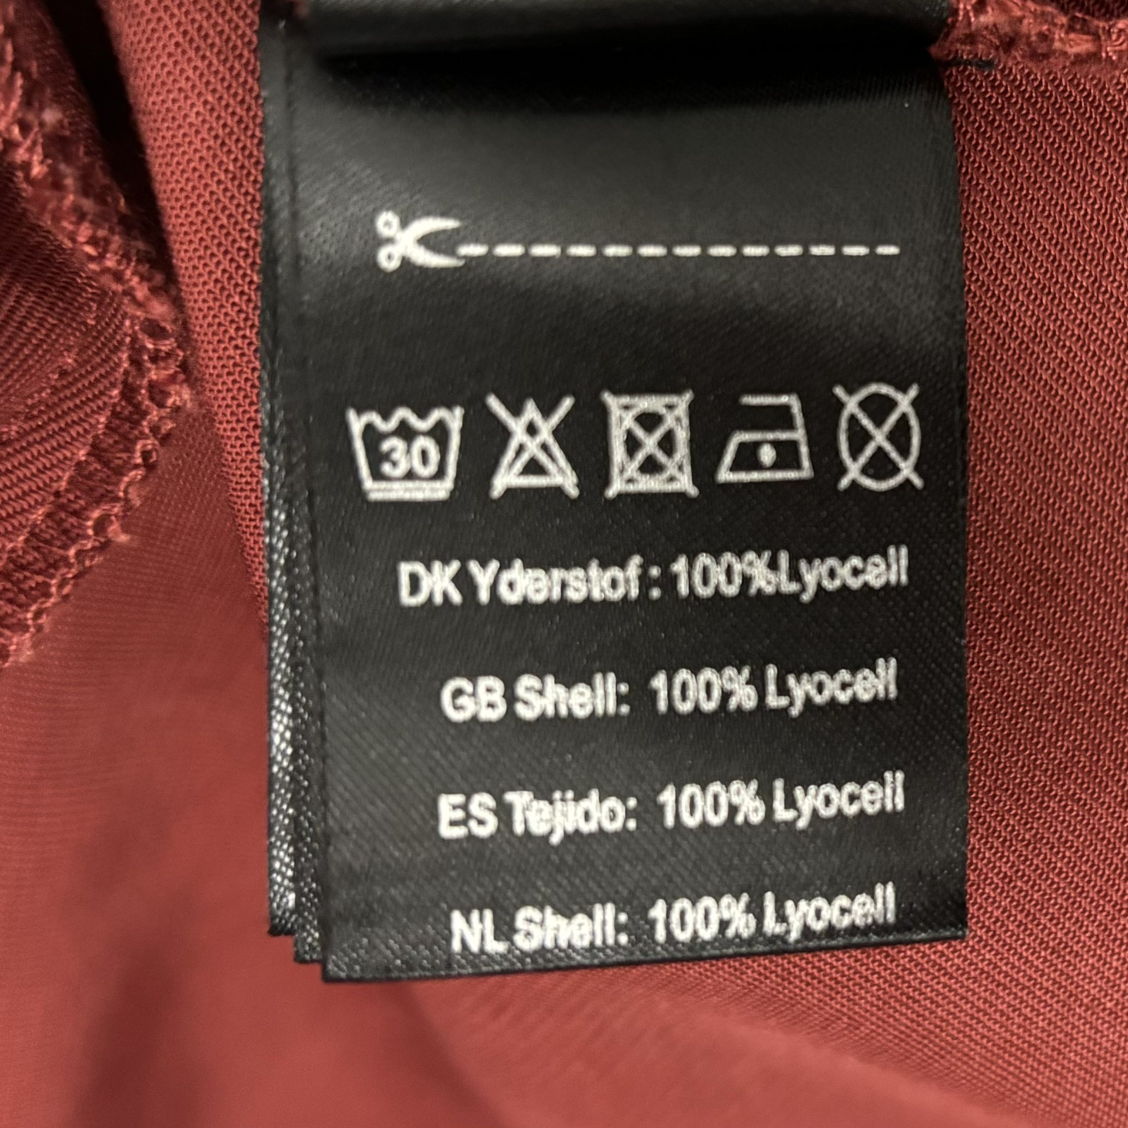 30
DK Yderstof : 100%Lyocell
GB Shell: 100% Lyocell
ES Tejido: 100% Lyocell
NL Shell: 100% Lyocell